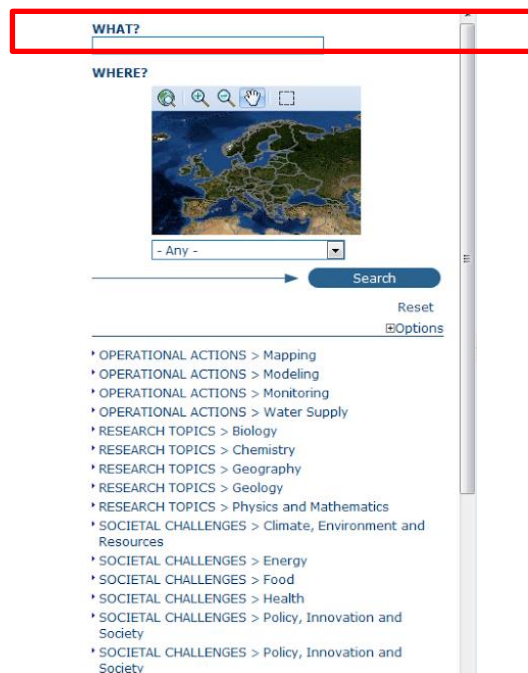 WHAT?
WHERE?
- Any -
Search
Reset
Options
OPERATIONAL ACTIONS > Mapping
OPERATIONAL ACTIONS > Modeling
OPERATIONAL ACTIONS > Monitoring
OPERATIONAL ACTIONS > Water Supply
RESEARCH TOPICS > Biology
RESEARCH TOPICS > Chemistry
RESEARCH TOPICS > Geography
RESEARCH TOPICS > Geology
RESEARCH TOPICS > Physics and Mathematics
SOCIETAL CHALLENGES > Climate, Environment and
Resources
SOCIETAL CHALLENGES > Energy
SOCIETAL CHALLENGES > Food
SOCIETAL CHALLENGES > Health
SOCIETAL CHALLENGES > Policy, Innovation and
Society
SOCIETAL CHALLENGES > Policy, Innovation and
Society